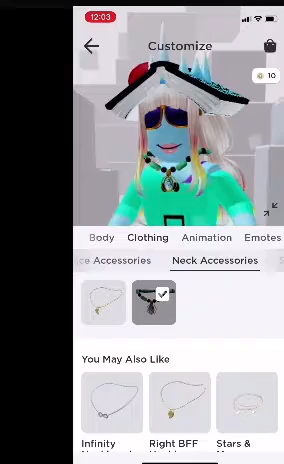 12:03
Customize
10
Body Clothing Animation Emotes
ce Accessories Neck Accessories
You May Also Like
Infinity Right BFF Stars &